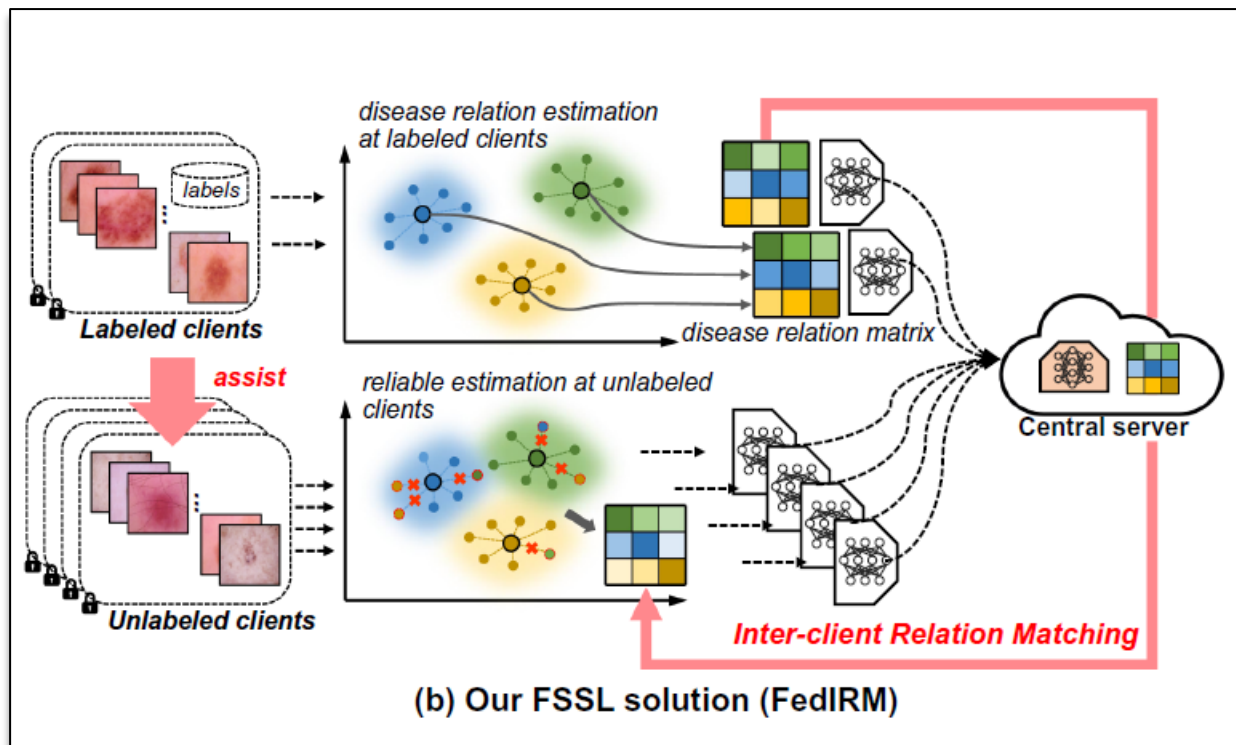 disease relation estimation
at labeled clients
labels
Labeled clients
disease relation matrix
assist
reliable estimation at unlabeled
clients
Central server
Unlabeled clients
Inter-client Relation Matching
(b) Our FSSL solution (FedIRM)